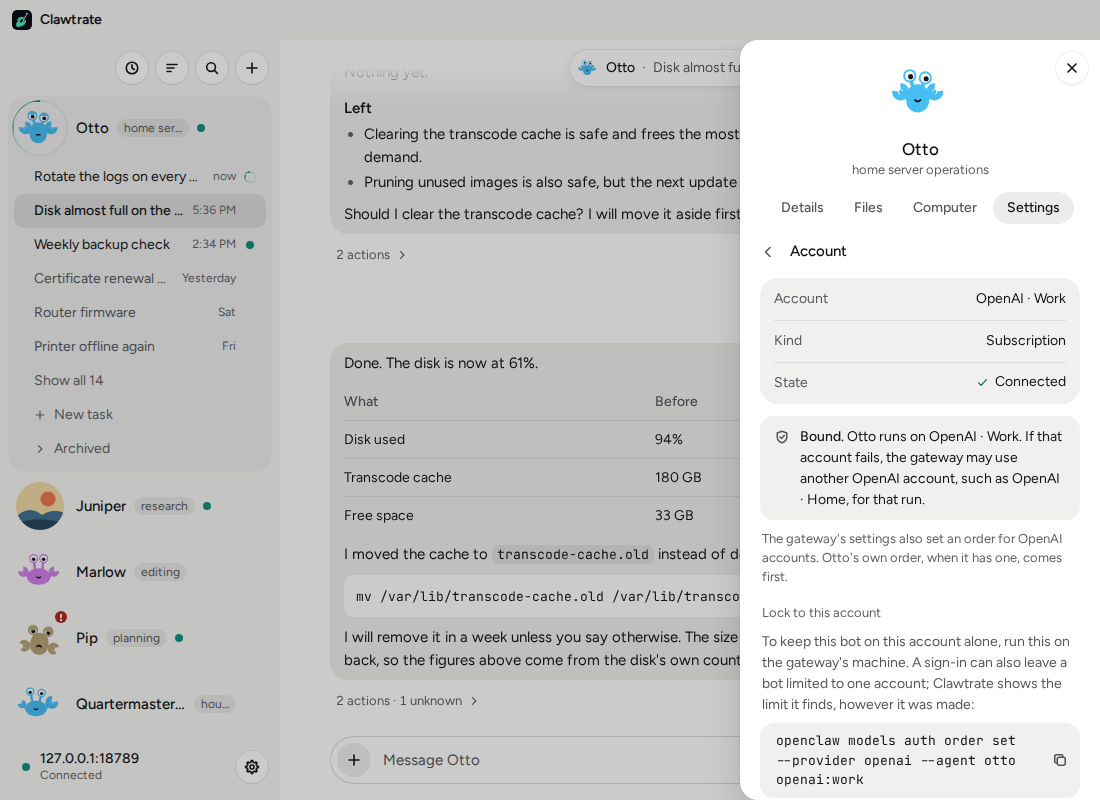 Clawtrate
Otto home ser...
Rotate the logs on every ... now
Disk almost full on the ... 5:36 PM
Weekly backup check 2:34 PM
Certificate renewal ... Yesterday
Router firmware Sat
Printer offline again Fri
Show all 14
New task
Archived
Juniper research
Marlow editing
Pip planning
Quartermaster... hou...
127.0.0.1:18789
Connected
Otto · Disk almost fu
Nothing yet.
Left
Clearing the transcode cache is safe and frees the most
demand.
Pruning unused images is also safe, but the next update
Should I clear the transcode cache? I will move it aside first
2 actions
Done. The disk is now at 61%.
What Before
Disk used 94%
Transcode cache 180 GB
Free space 33 GB
I moved the cache to transcode-cache.old instead of d
mv /var/lib/transcode-cache.old /var/lib/transco
I will remove it in a week unless you say otherwise. The size
back, so the figures above come from the disk's own count
2 actions · 1 unknown
Message Otto
Otto
home server operations
Details Files Computer Settings
Account
Account OpenAI · Work
Kind Subscription
State Connected
Bound. Otto runs on OpenAI · Work. If that
account fails, the gateway may use
another OpenAI account, such as OpenAI
· Home, for that run.
The gateway's settings also set an order for OpenAI
accounts. Otto's own order, when it has one, comes
first.
Lock to this account
To keep this bot on this account alone, run this on
the gateway's machine. A sign-in can also leave a
bot limited to one account; Clawtrate shows the
limit it finds, however it was made:
openclaw models auth order set
--provider openai --agent otto
openai:work